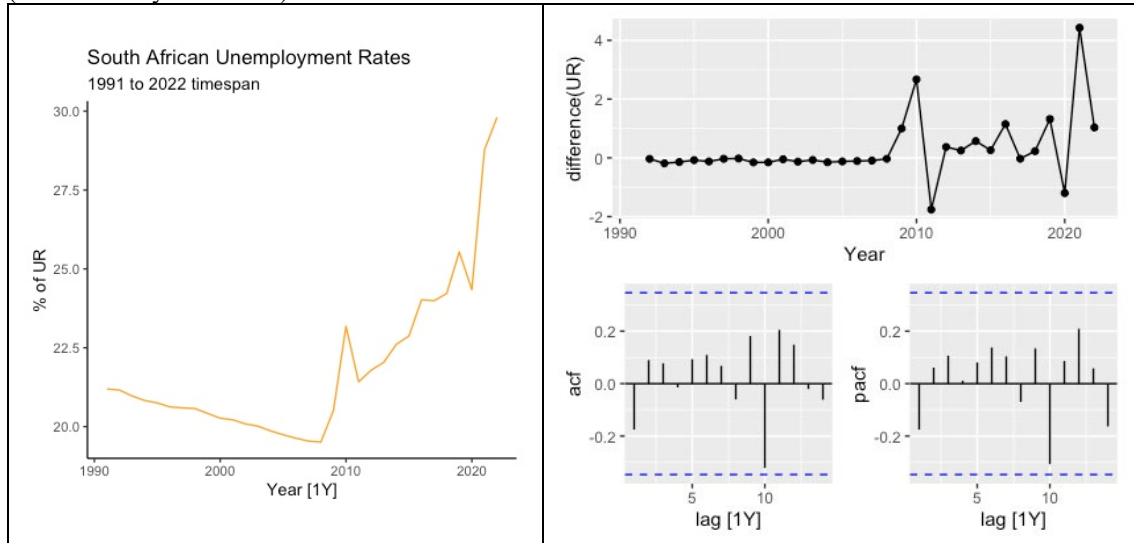 South African Unemployment Rates
1991 to 2022 timespan
30.0
27.5
25.0
22.5
20.0
% of UR
1990
2000
2010
2020
Year [1Y]
4
2
0
-2
difference(UR)
1990
2000
2010
2020
Year
0.2
0.0
-0.2
acf
5
10
lag [1Y]
0.2
0.0
-0.2
pacf
5
10
lag [1Y]